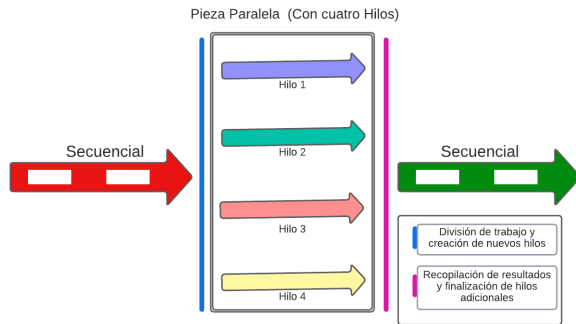 Pieza Paralela  (Con cuatro Hilos)
Hilo 1
Hilo 2
Hilo 3
Hilo 4
Secuencial
Secuencial
División de trabajo y
creación de nuevos hilos
Recopilación de resultados
y finalización de hilos
adicionales